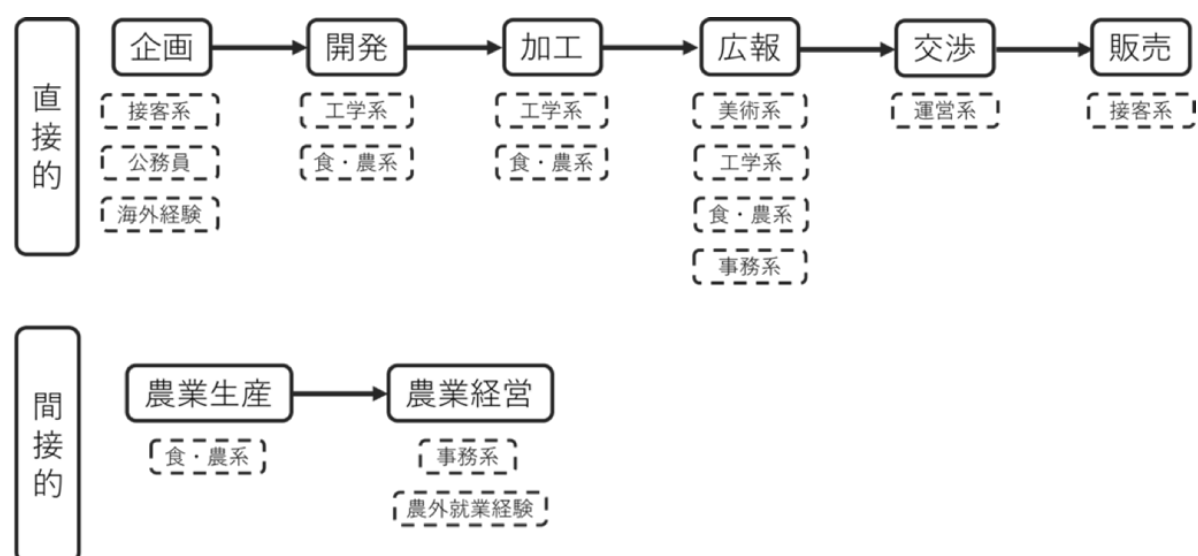 直接的
企画
開発
加工
広報
交渉
販売
接客系
工学系
工学系
美術系
運営系
接客系
公務員
食・農系
食・農系
工学系
海外経験
食・農系
事務系
間接的
農業生産
農業経営
食・農系
事務系
農外就業経験